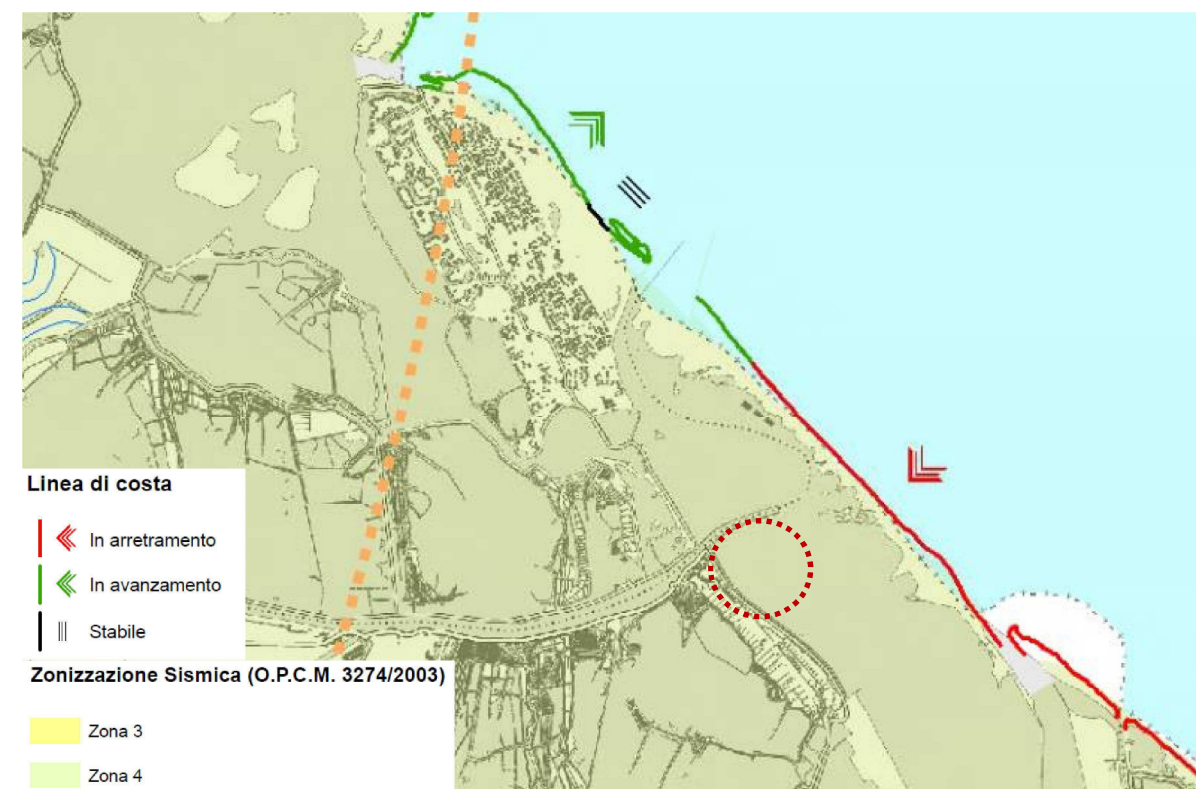 Linea di costa
In arretramento
In avanzamento
Stabile
Zonizzazione Sismica (O.P.C.M. 3274/2003)
Zona 3
Zona 4